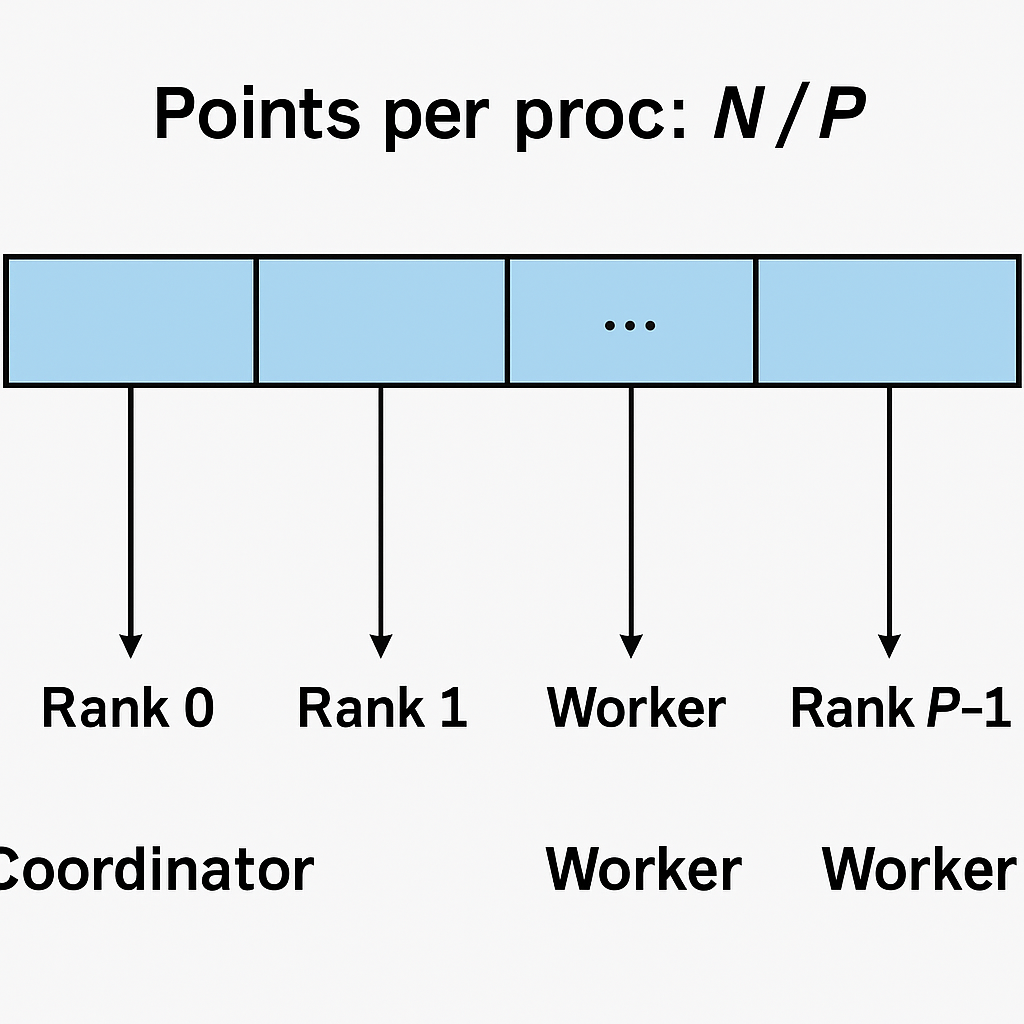 Points per proc: N / P
...
Rank 0 Rank 1 Worker Rank P–1
Coordinator Worker Worker